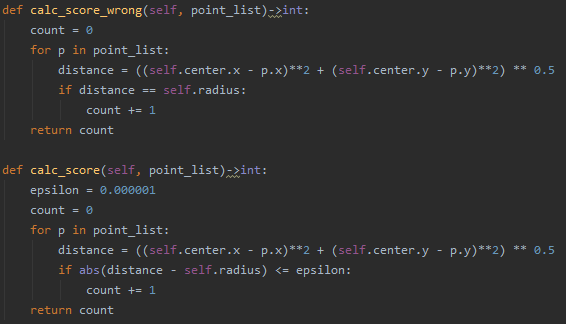 def calc_score_wrong(self, point_list)->int:
    count = 0
    for p in point_list:
        distance = ((self.center.x - p.x)**2 + (self.center.y - p.y)**2) ** 0.5
        if distance == self.radius:
            count += 1
    return count

def calc_score(self, point_list)->int:
    epsilon = 0.000001
    count = 0
    for p in point_list:
        distance = ((self.center.x - p.x)**2 + (self.center.y - p.y)**2) ** 0.5
        if abs(distance - self.radius) <= epsilon:
            count += 1
    return count